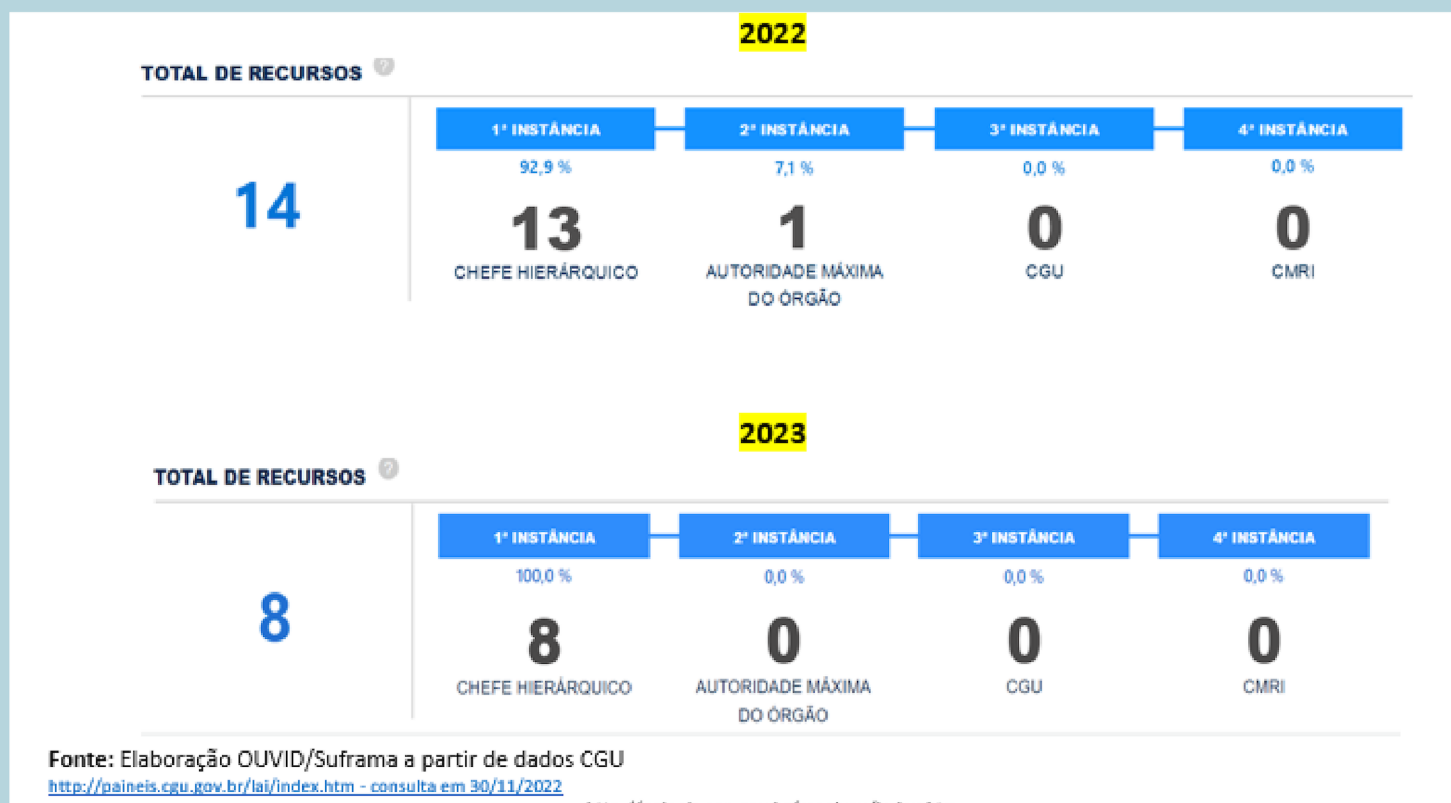 2022
TOTAL DE RECURSOS ?
1ª INSTÂNCIA 2ª INSTÂNCIA 3ª INSTÂNCIA 4ª INSTÂNCIA
92,9 % 7,1 % 0,0 % 0,0 %
14 13 1 0 0
CHEFE HIERÁRQUICO AUTORIDADE MÁXIMA CGU CMRI
DO ÓRGÃO
2023
TOTAL DE RECURSOS ?
1ª INSTÂNCIA 2ª INSTÂNCIA 3ª INSTÂNCIA 4ª INSTÂNCIA
100,0 % 0,0 % 0,0 % 0,0 %
8 8 0 0 0
CHEFE HIERÁRQUICO AUTORIDADE MÁXIMA CGU CMRI
DO ÓRGÃO
Fonte: Elaboração OUVID/Suframa a partir de dados CGU
http://paineis.cgu.gov.br/lai/index.htm - consulta em 30/11/2022